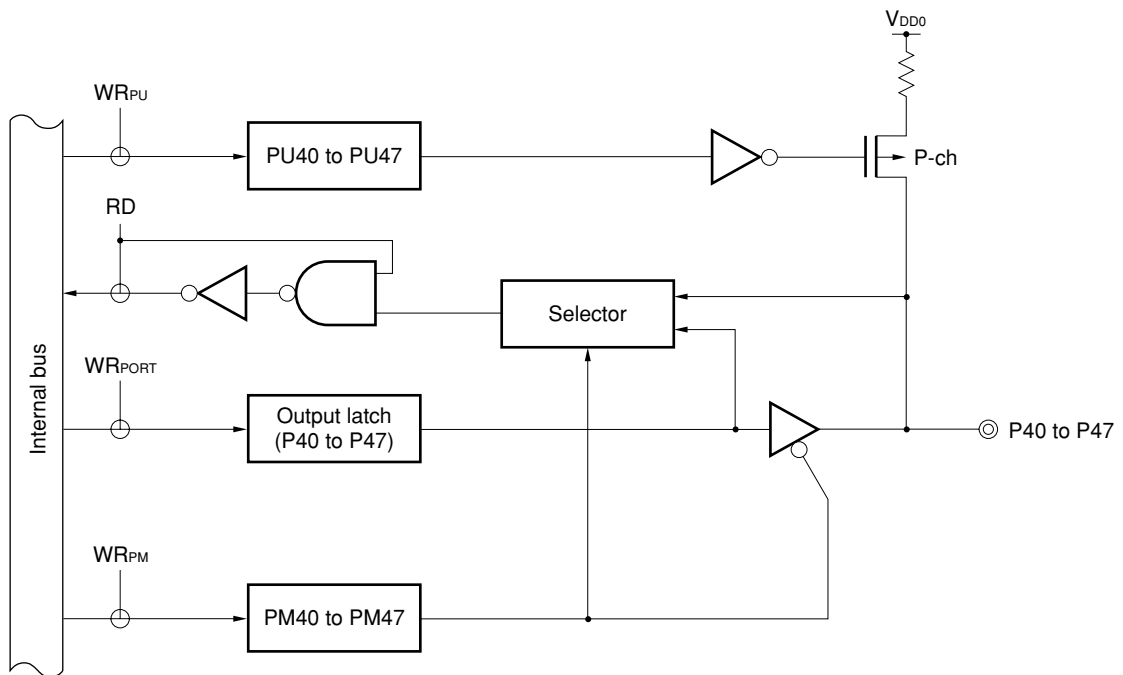 VDD0
WRPU
PU40 to PU47
P-ch
RD
Selector
Internal bus
WRPORT
Output latch
(P40 to P47)
P40 to P47
WRPM
PM40 to PM47